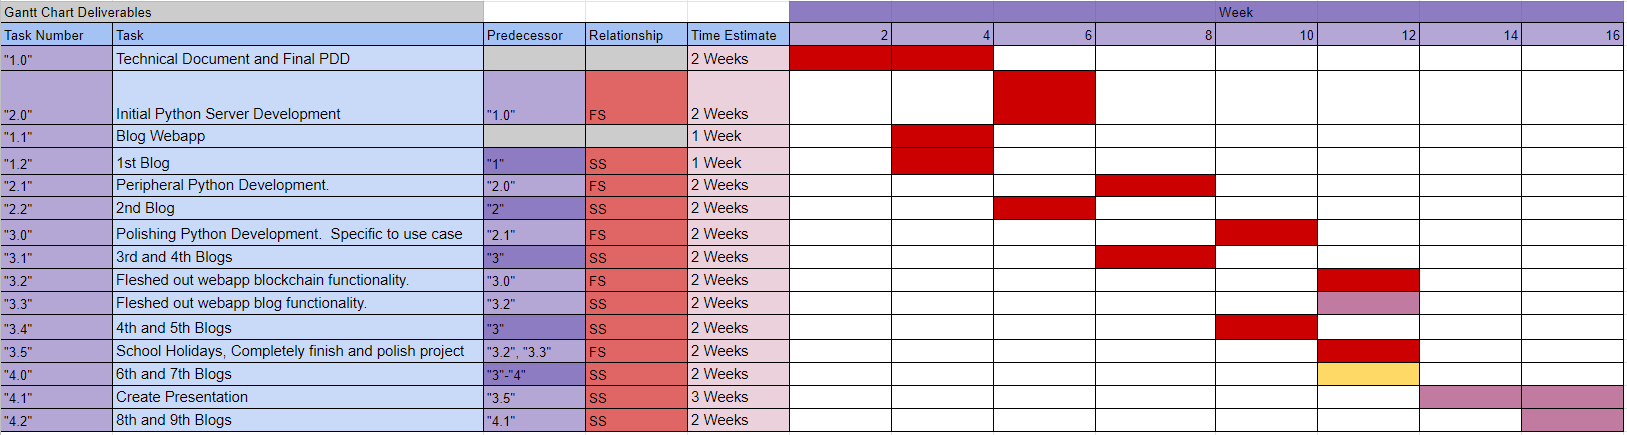 Gantt Chart Deliverables Week
Task Number Task Predecessor Relationship Time Estimate 2 4 6 8 10 12 14 16
"1.0" Technical Document and Final PDD 2 Weeks
"2.0" Initial Python Server Development "1.0" FS 2 Weeks
"1.1" Blog Webapp 1 Week
"1.2" 1st Blog "1" SS 1 Week
"2.1" Peripheral Python Development. "2.0" FS 2 Weeks
"2.2" 2nd Blog "2" SS 2 Weeks
"3.0" Polishing Python Development. Specific to use case "2.1" FS 2 Weeks
"3.1" 3rd and 4th Blogs "3" SS 2 Weeks
"3.2" Fleshed out webapp blockchain functionality. "3.0" FS 2 Weeks
"3.3" Fleshed out webapp blog functionality. "3.2" SS 2 Weeks
"3.4" 4th and 5th Blogs "3" SS 2 Weeks
"3.5" School Holidays, Completely finish and polish project "3.2", "3.3" FS 2 Weeks
"4.0" 6th and 7th Blogs "3"-"4" SS 2 Weeks
"4.1" Create Presentation "3.5" SS 3 Weeks
"4.2" 8th and 9th Blogs "4.1" SS 2 Weeks